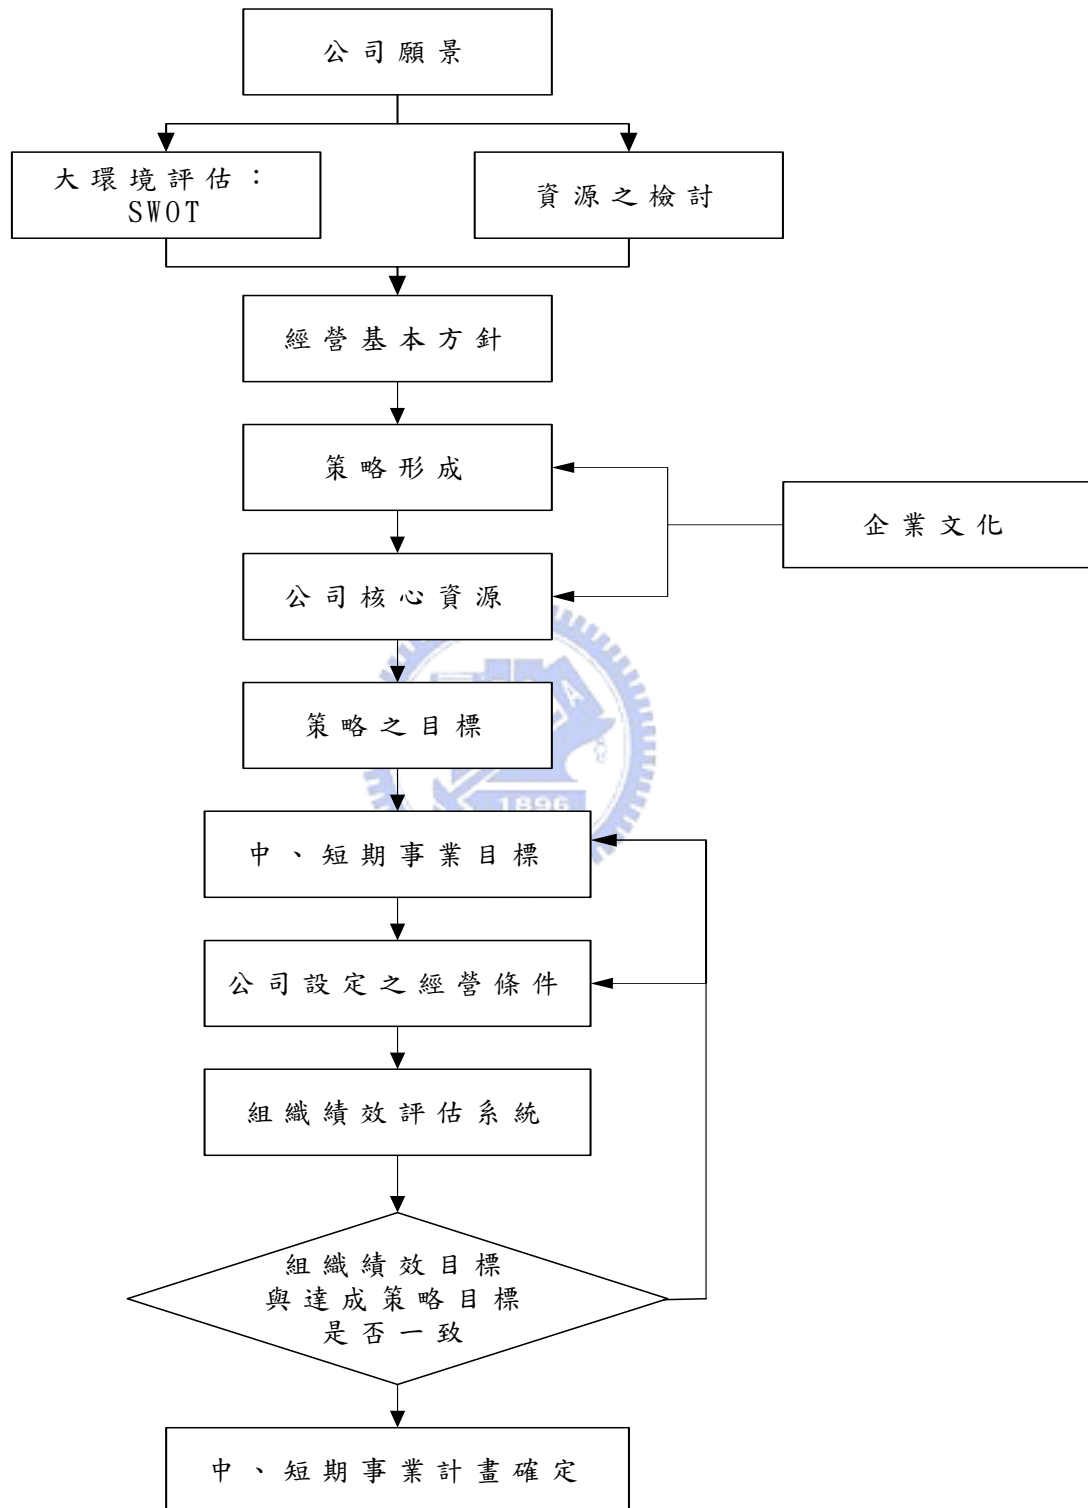 公司願景
大環境評估：
SWOT
資源之檢討
經營基本方針
策略形成
企業文化
公司核心資源
策略之目標
1896
中、短期事業目標
公司設定之經營條件
組織績效評估系統
組織績效目標
與達成策略目標
是否一致
中、短期事業計畫確定